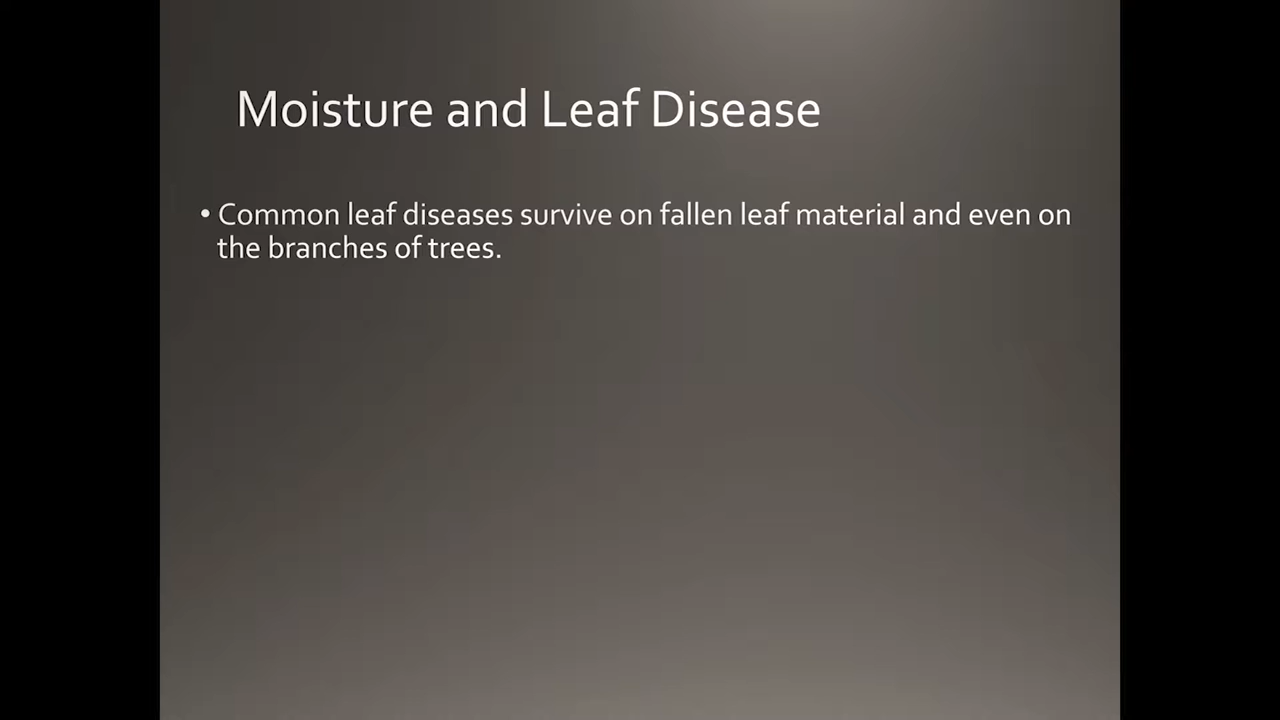 Moisture and Leaf Disease
• Common leaf diseases survive on fallen leaf material and even on
the branches of trees.